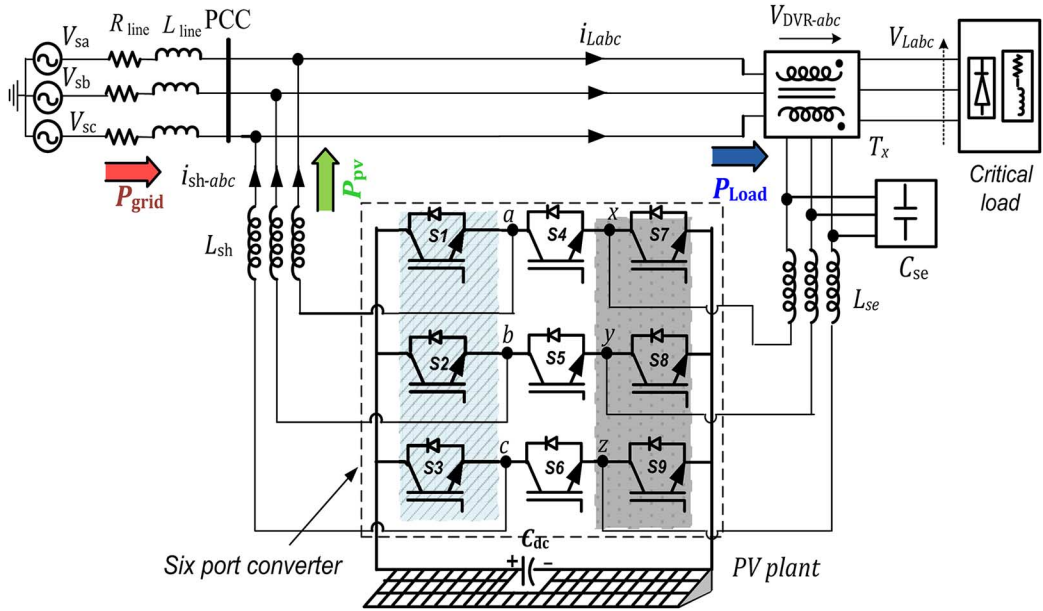 V_sa
R_line
L_line
PCC
i_Labc
V_DVR-abc
V_Labc
V_sb
V_sc
T_x
Critical
load
P_grid
i_sh-abc
P_pv
P_Load
L_sh
C_se
L_se
S1
a
S4
x
S7
S2
b
S5
y
S8
S3
c
S6
z
S9
Six port converter
C_dc
+
−
PV plant